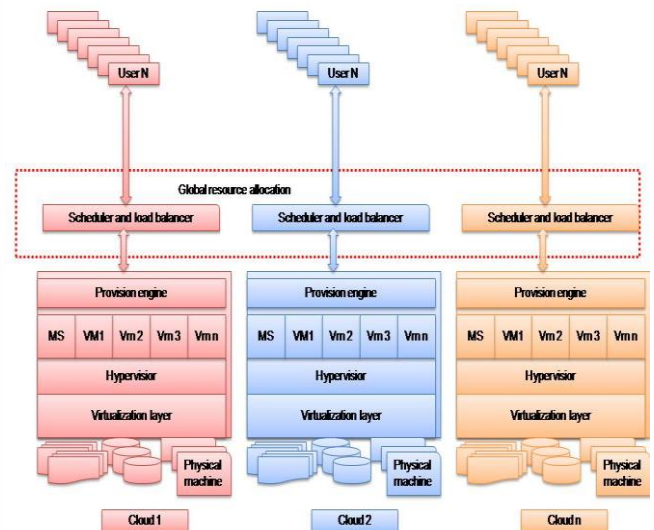 User N User N User N
Global resource allocation
Scheduler and load balancer Scheduler and load balancer Scheduler and load balancer
Provision engine Provision engine Provision engine
MS VM1 Vm2 Vm3 Vmn MS VM1 Vm2 Vm3 Vmn MS VM1 Vm2 Vm3 Vmn
Hypervisior Hypervisior Hypervisior
Virtualization layer Virtualization layer Virtualization layer
Physical machine Physical machine Physical machine
Cloud 1 Cloud 2 Cloud n